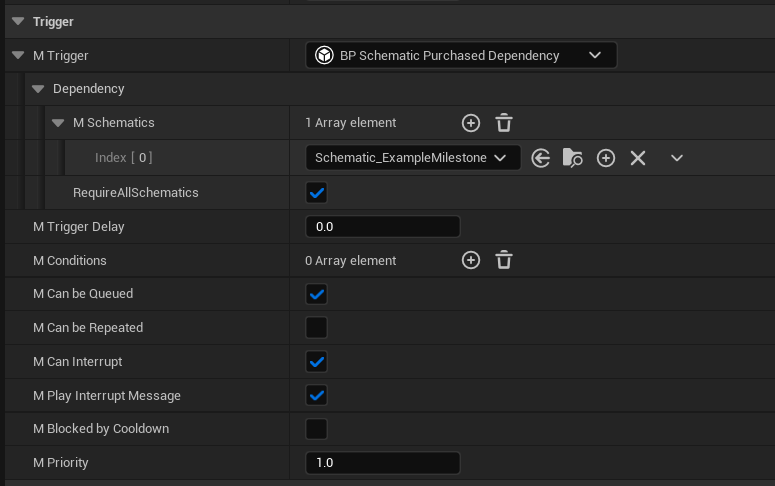 Trigger
M Trigger BP Schematic Purchased Dependency
Dependency
M Schematics 1 Array element
Index [ 0 ] Schematic_ExampleMilestone
RequireAllSchematics
M Trigger Delay 0.0
M Conditions 0 Array element
M Can be Queued
M Can be Repeated
M Can Interrupt
M Play Interrupt Message
M Blocked by Cooldown
M Priority 1.0